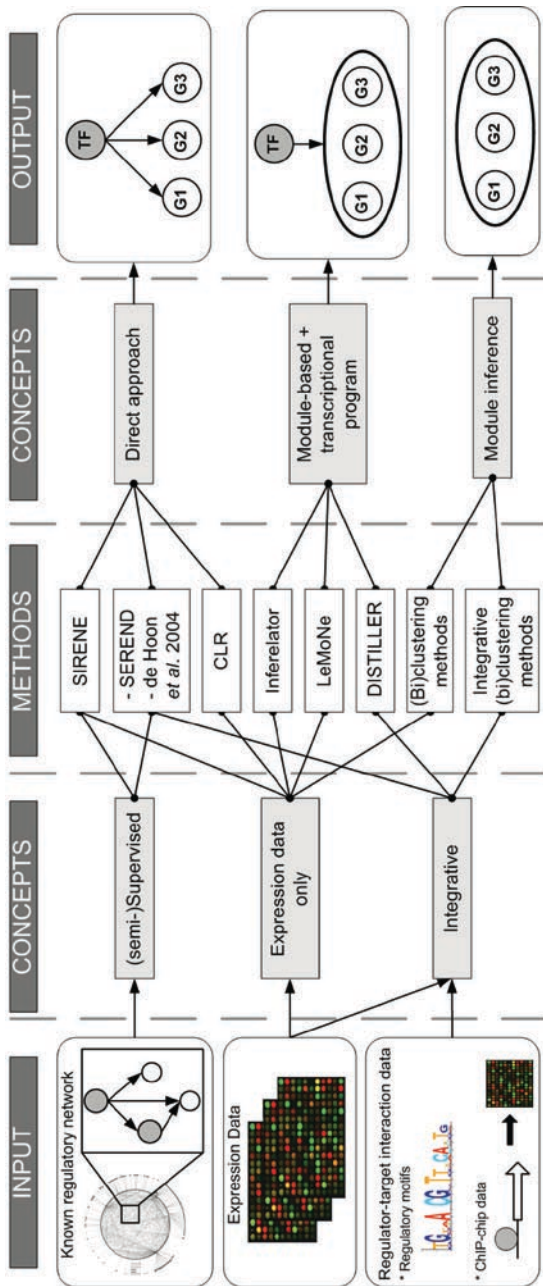 INPUT
CONCEPTS
METHODS
CONCEPTS
OUTPUT
Known regulatory network
Expression Data
Regulator-target interaction data
Regulatory motifs
ChIP-chip data
(semi-)Supervised
Expression data
only
Integrative
SIRENE
- SEREND
- de Hoon
et al. 2004
CLR
Inferelator
LeMoNe
DISTILLER
(Bi)clustering
methods
Integrative
(bi)clustering
methods
Direct approach
Module-based +
transcriptional
program
Module inference
TF
G1
G2
G3
TF
G1
G2
G3
G1
G2
G3